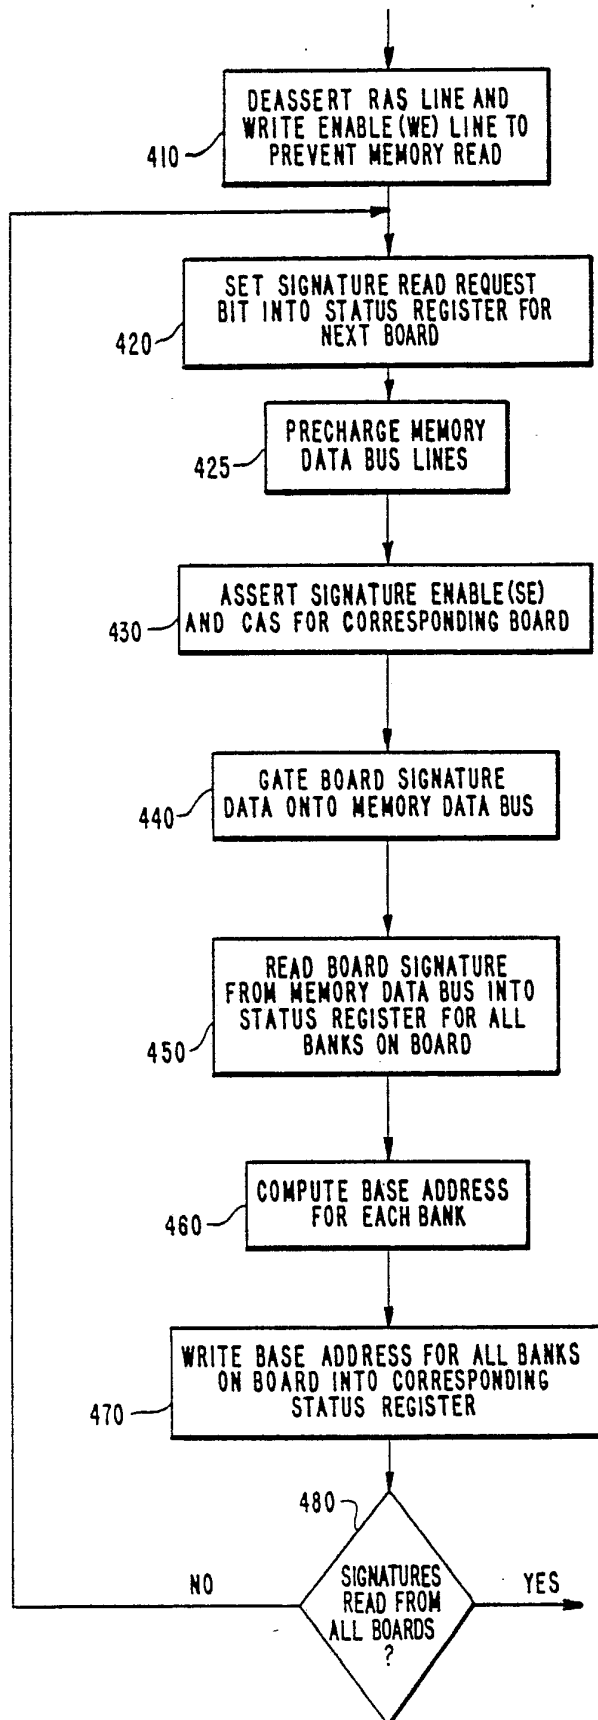 DEASSERT RAS LINE AND
WRITE ENABLE(WE) LINE TO
PREVENT MEMORY READ
410
SET SIGNATURE READ REQUEST
BIT INTO STATUS REGISTER FOR
NEXT BOARD
420
PRECHARGE MEMORY
DATA BUS LINES
425
ASSERT SIGNATURE ENABLE(SE)
AND CAS FOR CORRESPONDING BOARD
430
GATE BOARD SIGNATURE
DATA ONTO MEMORY DATA BUS
440
READ BOARD SIGNATURE
FROM MEMORY DATA BUS INTO
STATUS REGISTER FOR ALL
BANKS ON BOARD
450
COMPUTE BASE ADDRESS
FOR EACH BANK
460
WRITE BASE ADDRESS FOR ALL BANKS
ON BOARD INTO CORRESPONDING
STATUS REGISTER
470
480
NO
SIGNATURES
READ FROM
ALL BOARDS
?
YES